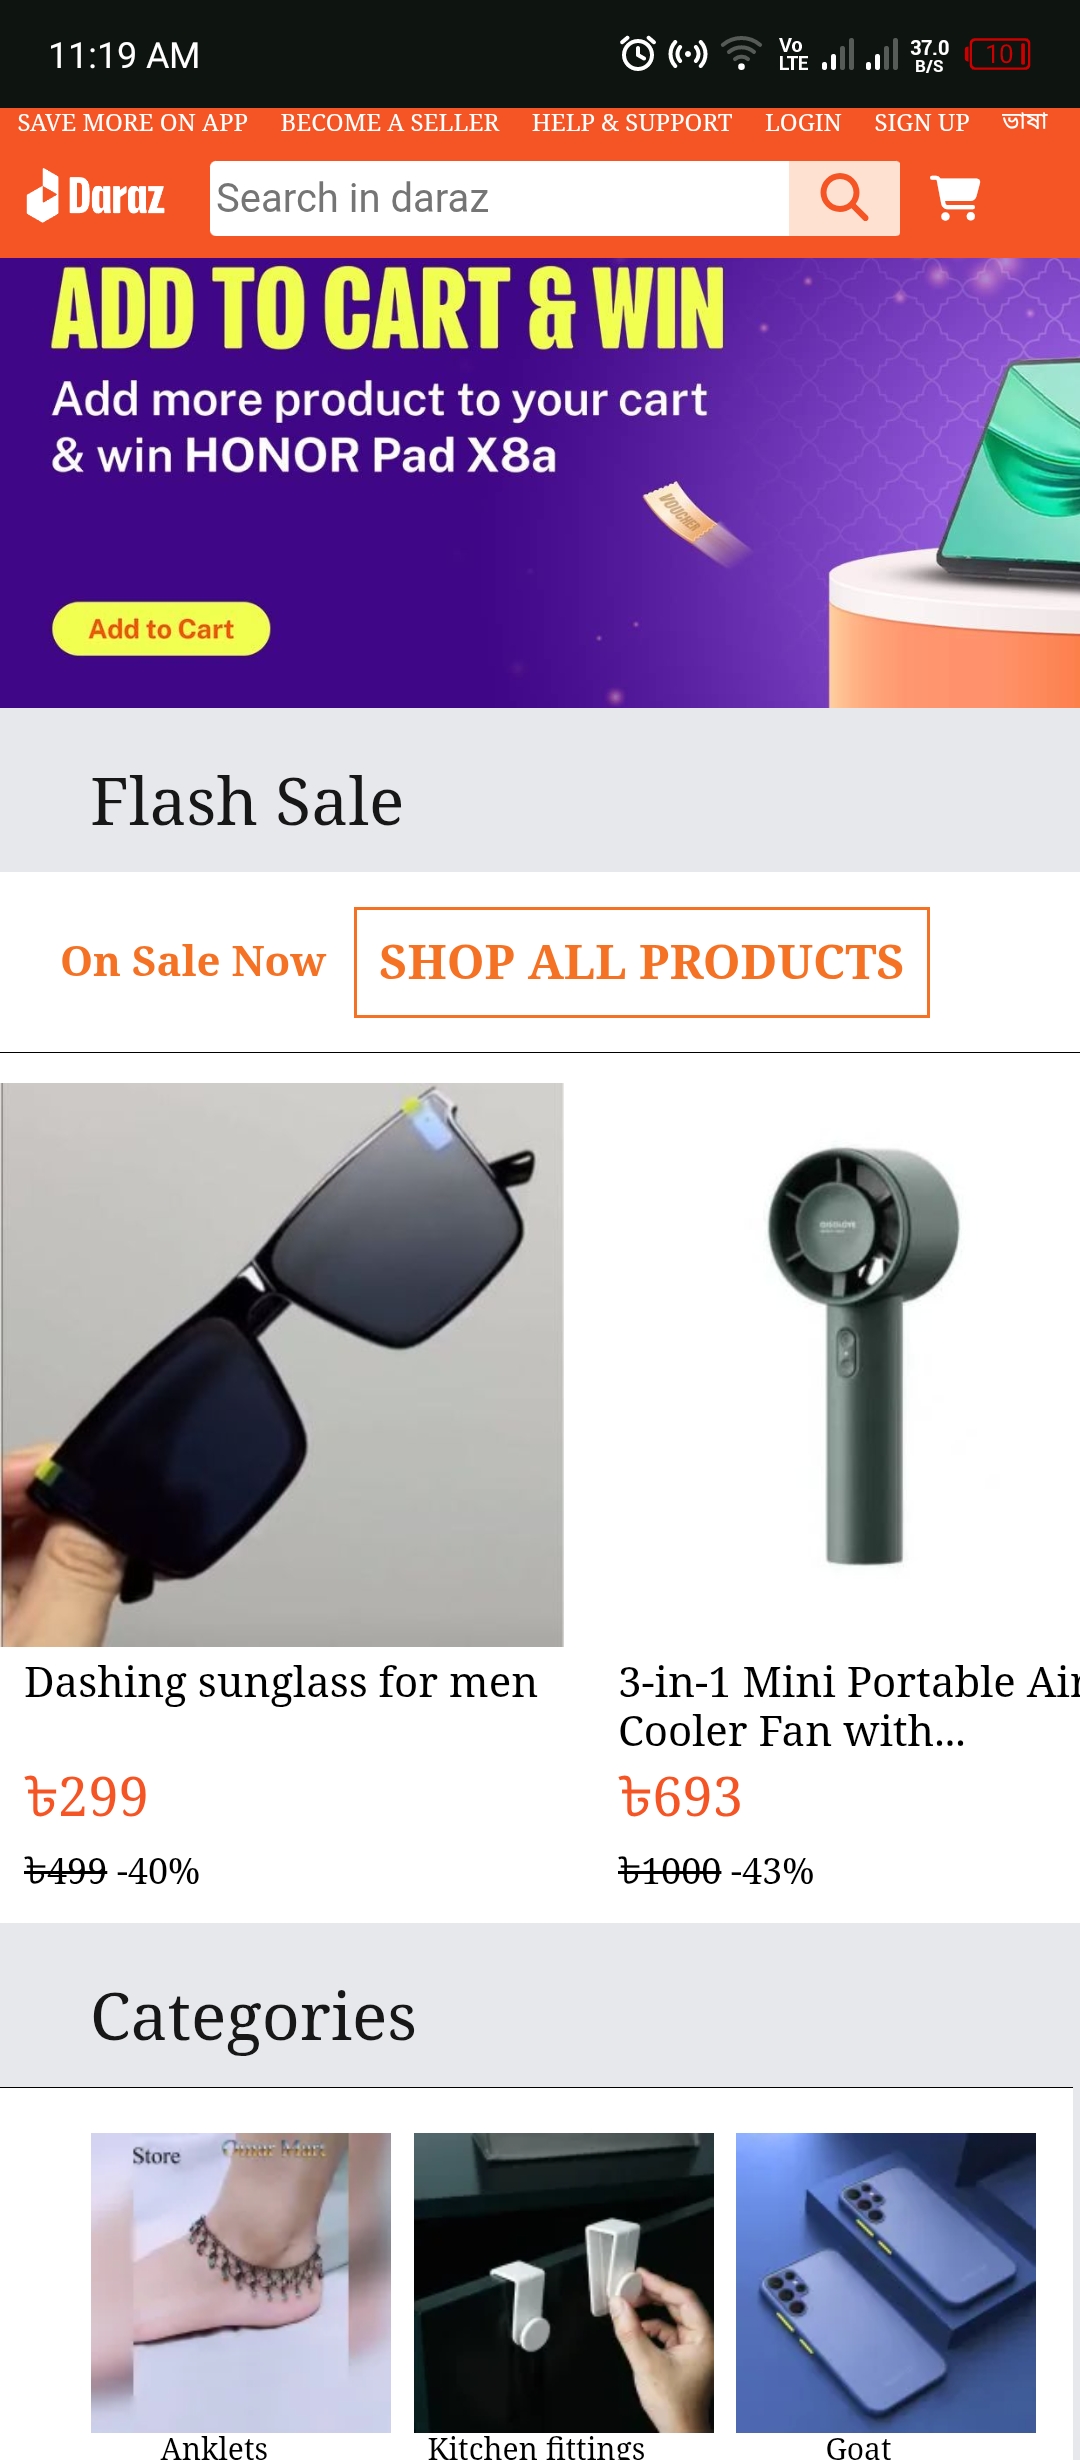 11:19 AM
Vo
LTE
37.0
B/S
10
SAVE MORE ON APP BECOME A SELLER HELP & SUPPORT LOGIN SIGN UP ভাষা
Daraz
Search in daraz
ADD TO CART & WIN
Add more product to your cart
& win HONOR Pad X8a
VOUCHER
Add to Cart
Flash Sale
On Sale Now
SHOP ALL PRODUCTS
Dashing sunglass for men
৳299
৳499 -40%
3-in-1 Mini Portable Air
Cooler Fan with...
৳693
৳1000 -43%
Categories
Store
Omar Mart
Anklets
Kitchen fittings
Goat